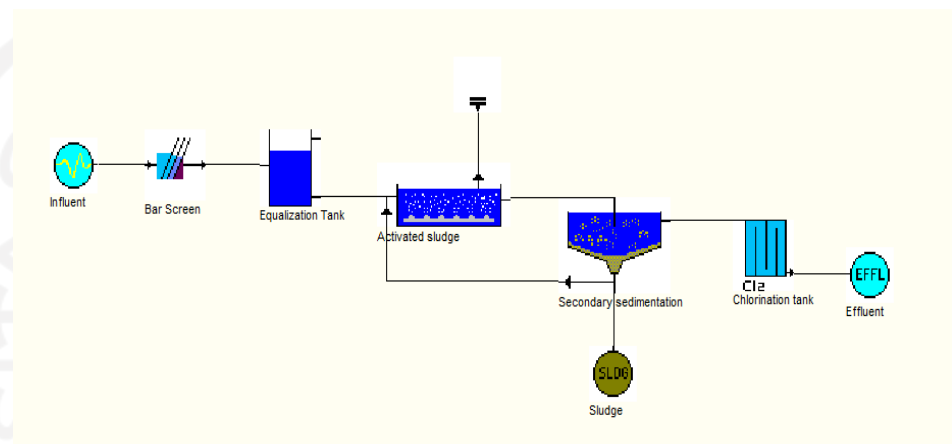 Influent
Bar Screen
Equalization Tank
Activated sludge
Secondary sedimentation
SLDG
Sludge
Cl2
Chlorination tank
EFFL
Effluent